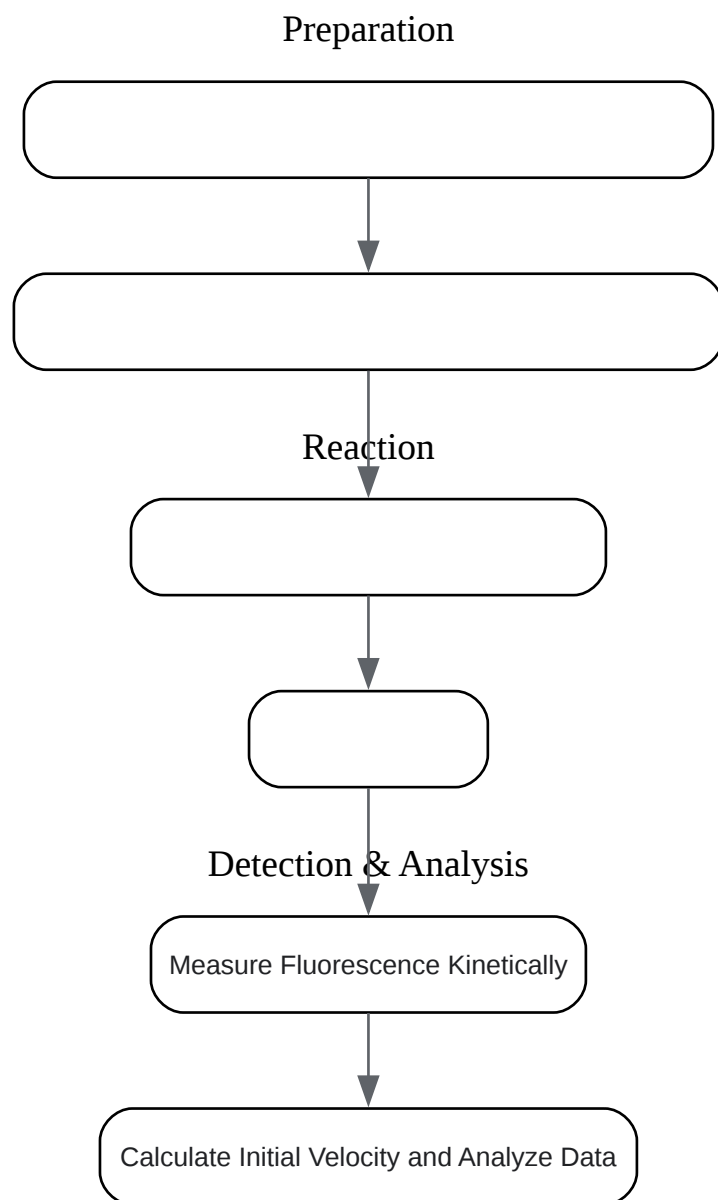 Preparation
Reaction
Detection & Analysis
Measure Fluorescence Kinetically
Calculate Initial Velocity and Analyze Data